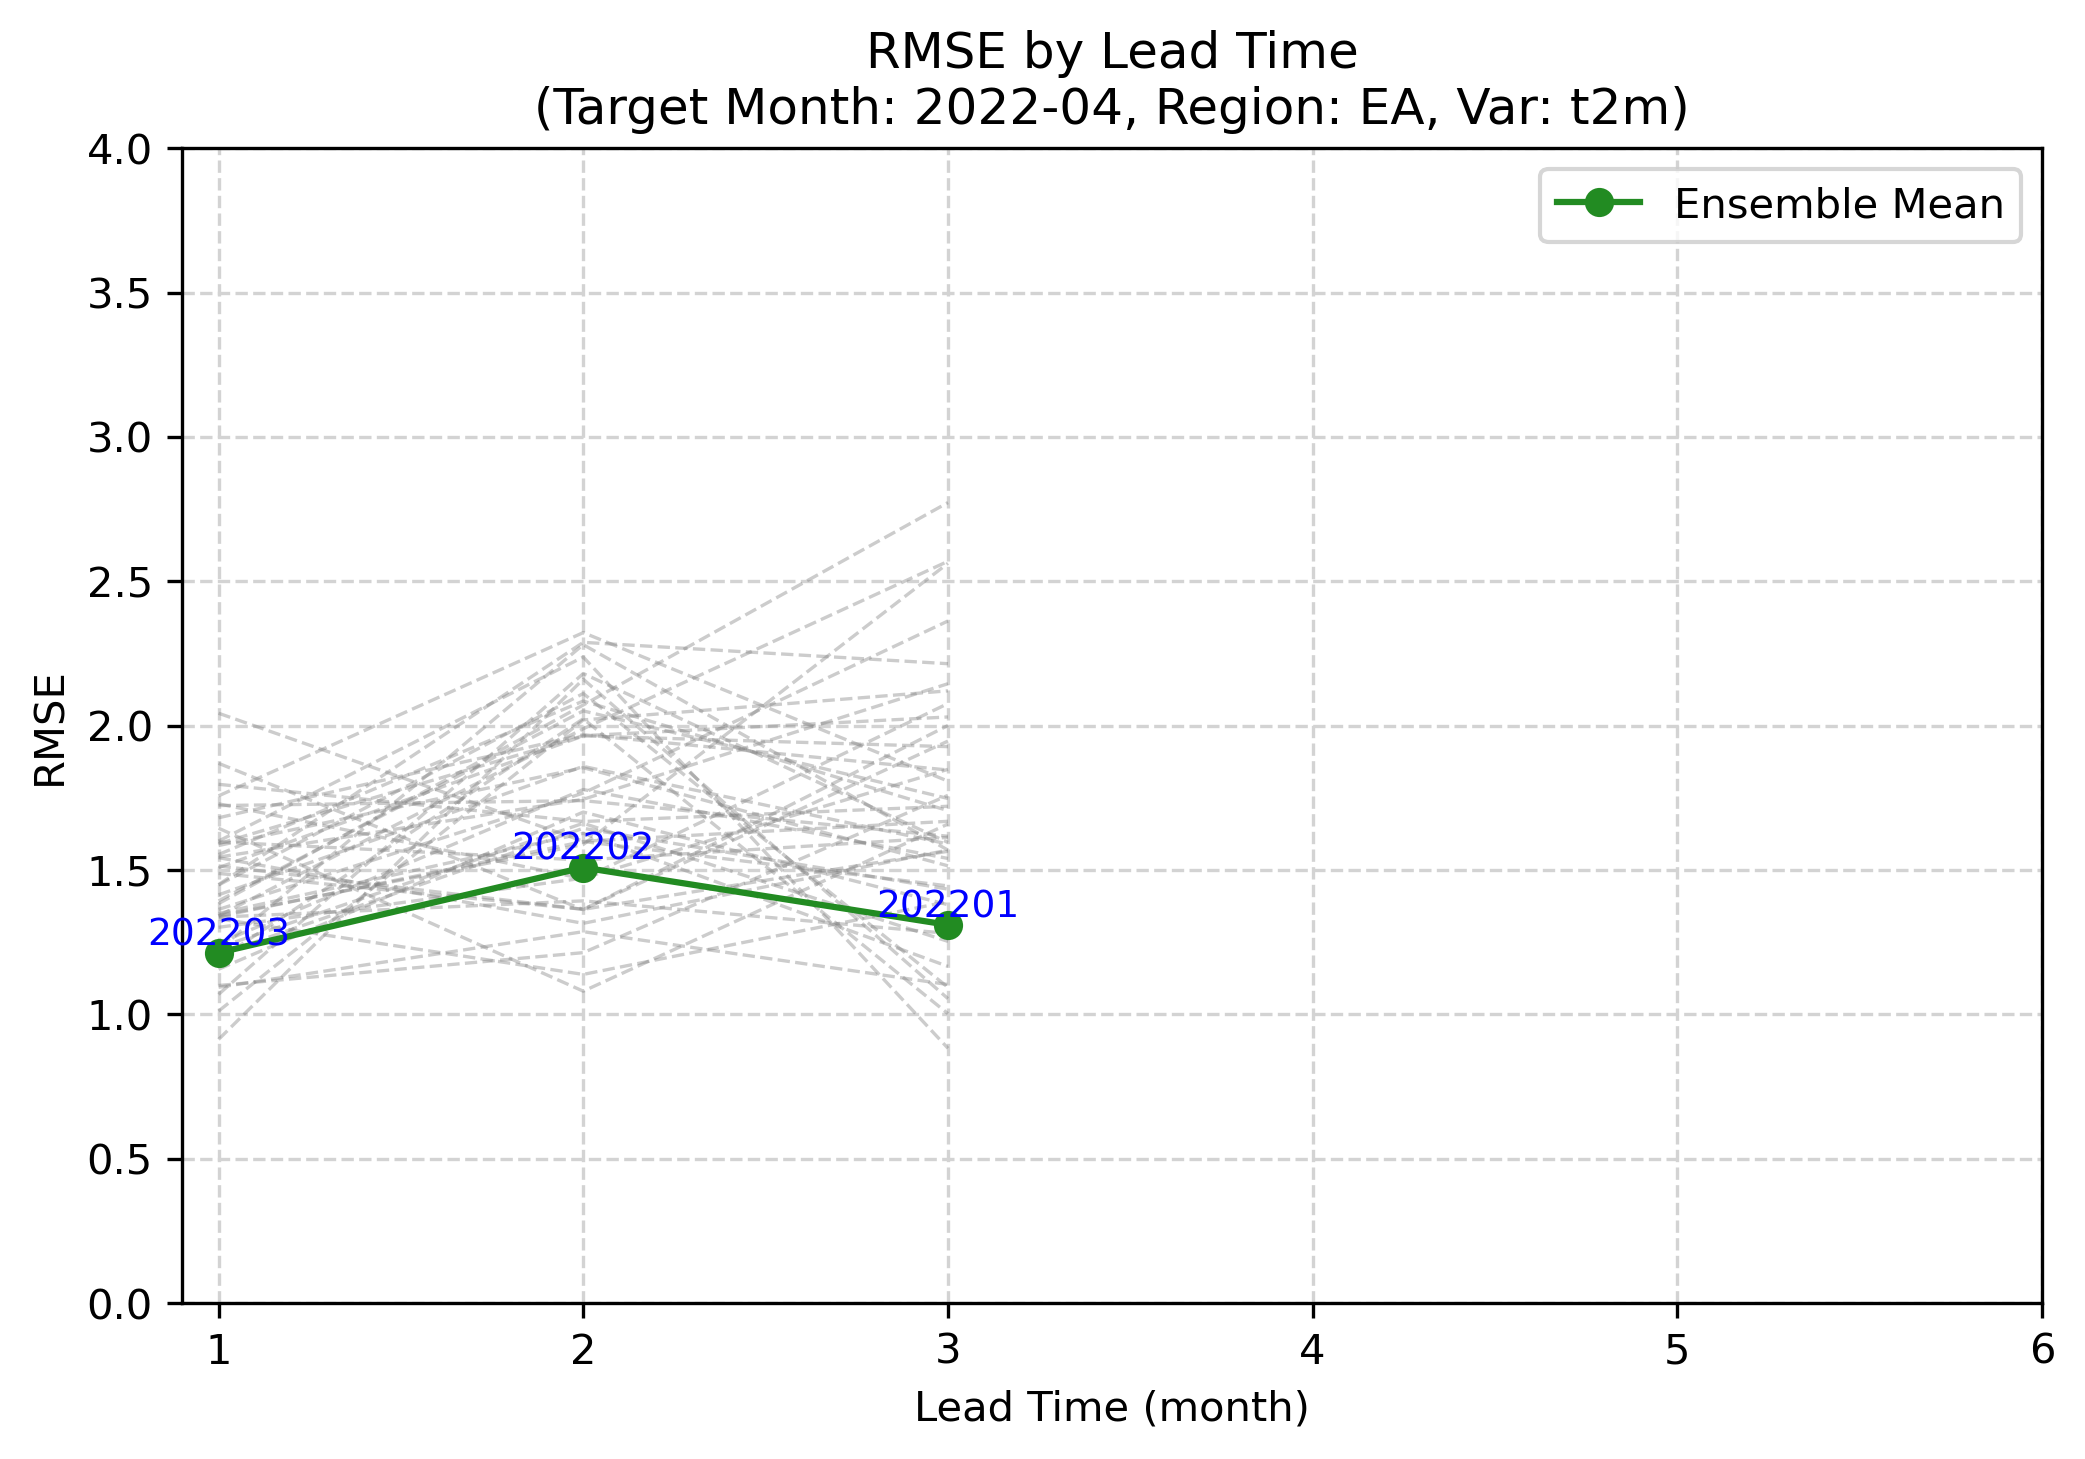 RMSE by Lead Time
(Target Month: 2022-04, Region: EA, Var: t2m)
4.0
3.5
3.0
2.5
2.0
1.5
1.0
0.5
0.0
RMSE
Ensemble Mean
202203
202202
202201
1 2 3 4 5 6
Lead Time (month)